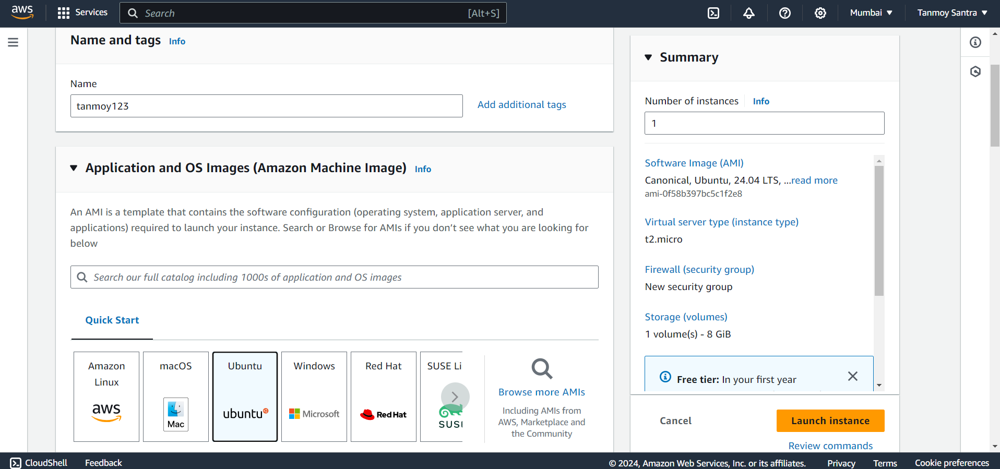 aws Services Search [Alt+S] Mumbai Tanmoy Santra
Name and tags Info
Name
tanmoy123
Add additional tags
Application and OS Images (Amazon Machine Image) Info
An AMI is a template that contains the software configuration (operating system, application server, and
applications) required to launch your instance. Search or Browse for AMIs if you don’t see what you are looking for
below
Search our full catalog including 1000s of application and OS images
Quick Start
Amazon
Linux
aws
macOS
Mac
Ubuntu
ubuntu
Windows
Microsoft
Red Hat
Red Hat
SUSE Li
SUS
Browse more AMIs
Including AMIs from
AWS, Marketplace and
the Community
Summary
Number of instances Info
1
Software Image (AMI)
Canonical, Ubuntu, 24.04 LTS, ...read more
ami-0f58b397bc5c1f2e8
Virtual server type (instance type)
t2.micro
Firewall (security group)
New security group
Storage (volumes)
1 volume(s) - 8 GiB
Free tier: In your first year
Cancel
Launch instance
Review commands
CloudShell Feedback © 2024, Amazon Web Services, Inc. or its affiliates. Privacy Terms Cookie preferences